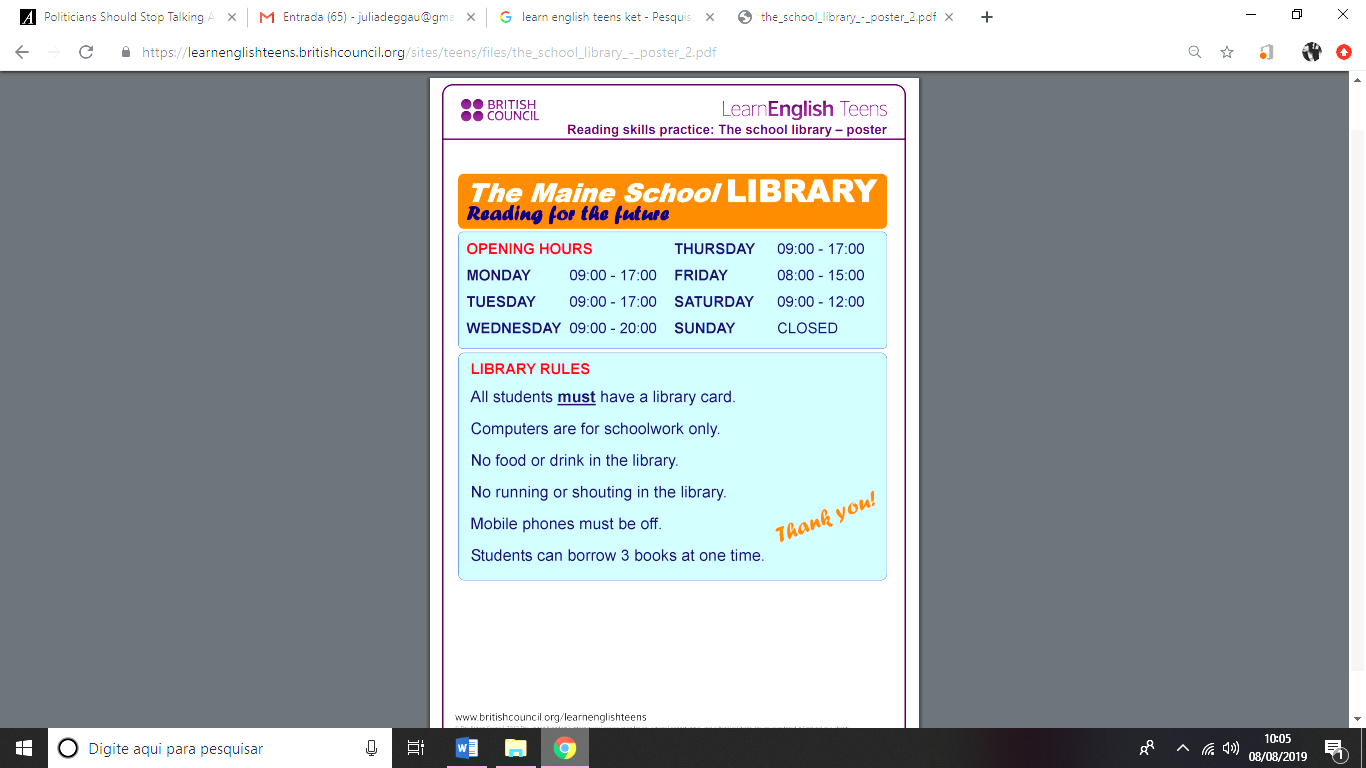 Politicians Should Stop Talking A
Entrada (65) - juliadeggau@gma
learn english teens ket - Pesquis
the_school_library_-_poster_2.pdf
https://learnenglishteens.britishcouncil.org/sites/teens/files/the_school_library_-_poster_2.pdf
BRITISH
COUNCIL
LearnEnglish Teens
Reading skills practice: The school library – poster
The Maine School LIBRARY
Reading for the future
OPENING HOURS
MONDAY 09:00 - 17:00
TUESDAY 09:00 - 17:00
WEDNESDAY 09:00 - 20:00
THURSDAY 09:00 - 17:00
FRIDAY 08:00 - 15:00
SATURDAY 09:00 - 12:00
SUNDAY CLOSED
LIBRARY RULES
All students must have a library card.
Computers are for schoolwork only.
No food or drink in the library.
No running or shouting in the library.
Mobile phones must be off.
Students can borrow 3 books at one time.
Thank you!
www.britishcouncil.org/learnenglishteens
Digite aqui para pesquisar
10:05
08/08/2019
1